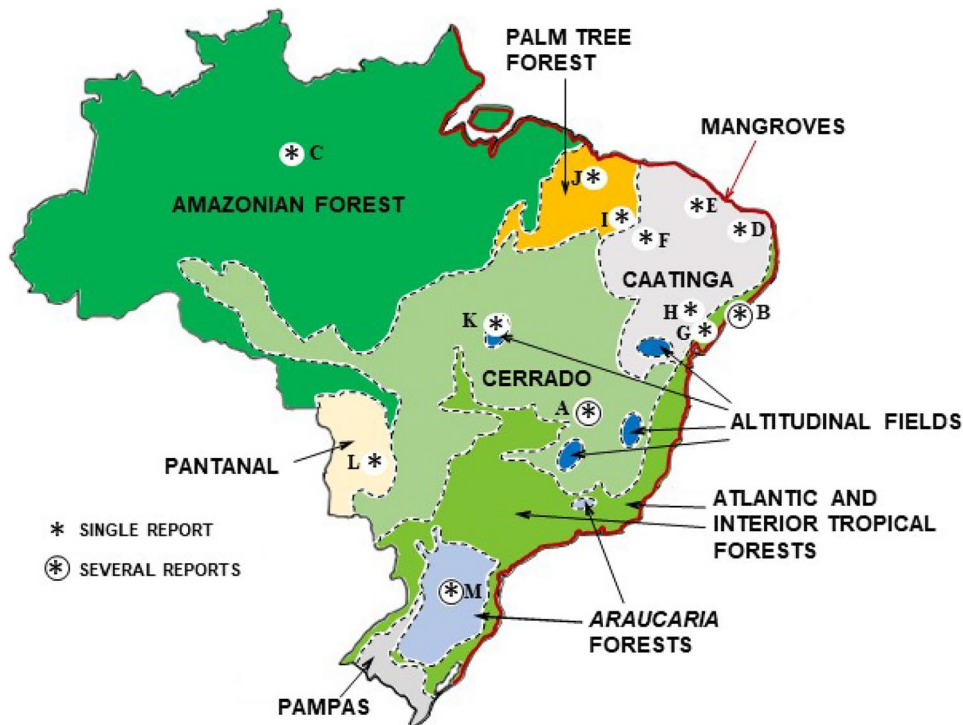 PALM TREE
FOREST
MANGROVES
* C
J *
AMAZONIAN FOREST
* E
I *
* D
* F
CAATINGA
H *
* B
K *
G *
CERRADO
A *
ALTITUDINAL FIELDS
PANTANAL
L *
ATLANTIC AND
INTERIOR TROPICAL
FORESTS
* SINGLE REPORT
* SEVERAL REPORTS
* M
ARAUCARIA
FORESTS
PAMPAS